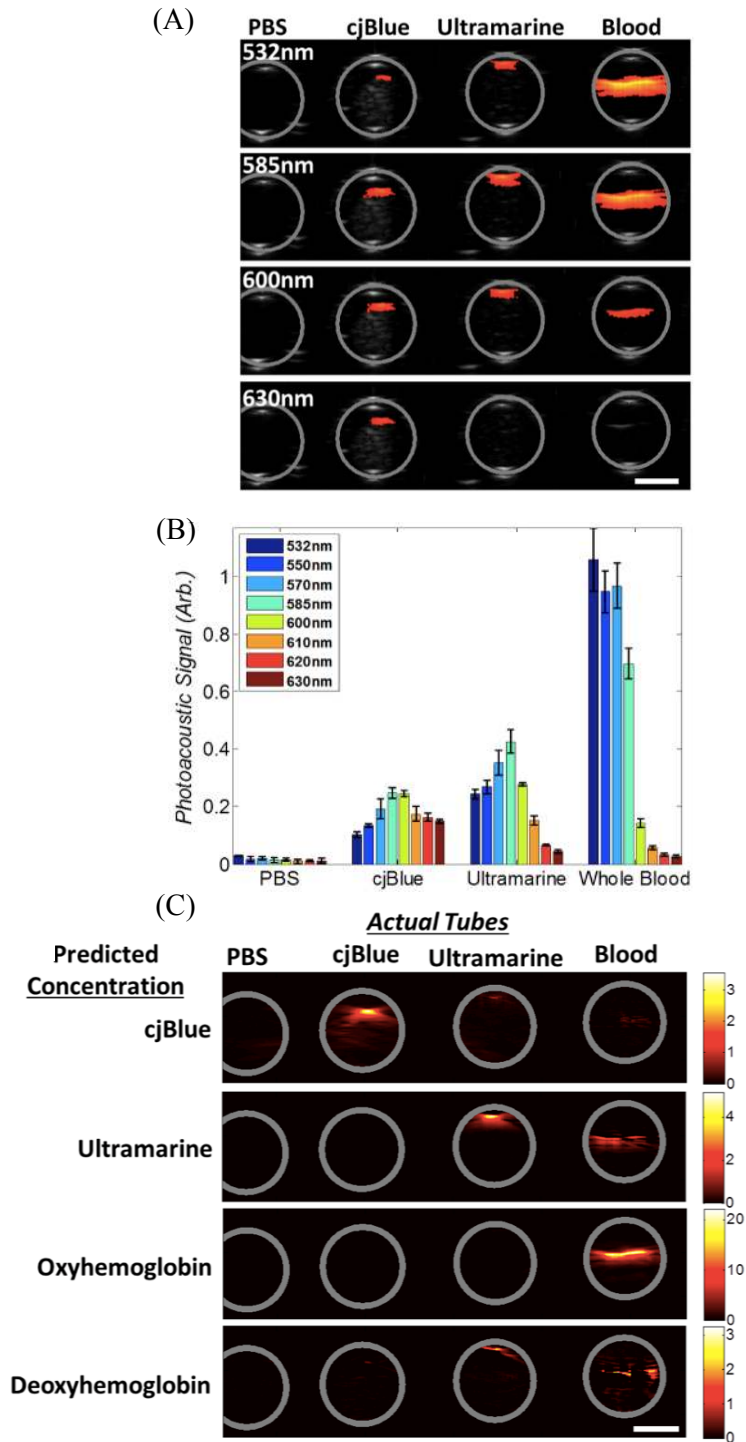 (A)
PBS cjBlue Ultramarine Blood
532nm
585nm
600nm
630nm
(B)
Photoacoustic Signal (Arb.)
1
0.8
0.6
0.4
0.2
0
532nm
550nm
570nm
585nm
600nm
610nm
620nm
630nm
PBS cjBlue Ultramarine Whole Blood
(C)
Actual Tubes
Predicted
Concentration
PBS cjBlue Ultramarine Blood
cjBlue
3
2
1
0
Ultramarine
4
2
0
Oxyhemoglobin
20
10
0
Deoxyhemoglobin
3
2
1
0